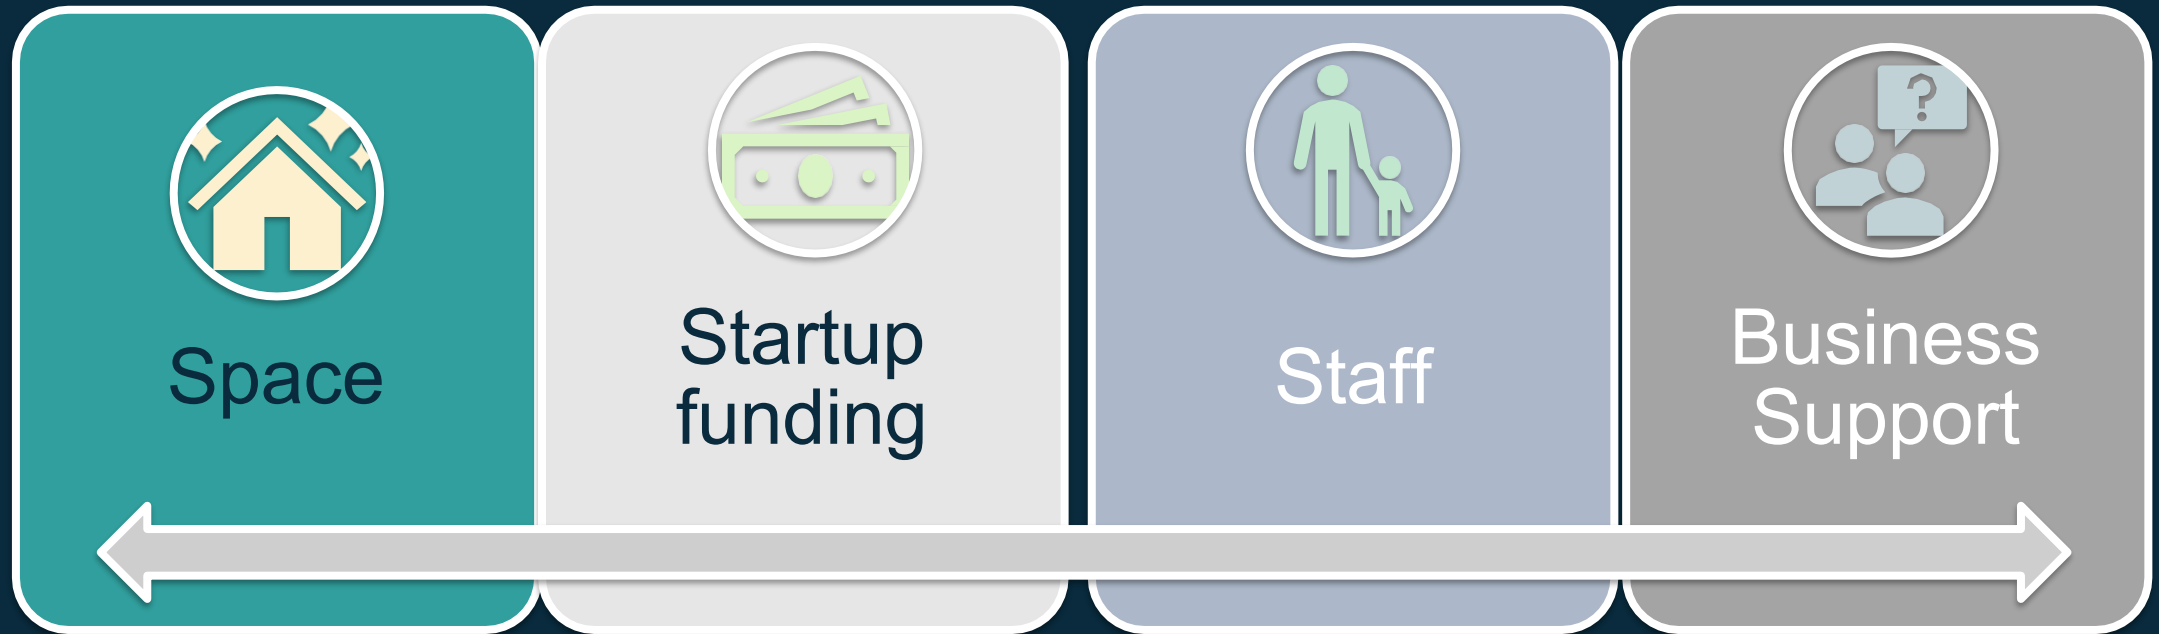 ?
Space
Startup
funding
Staff
Business
Support